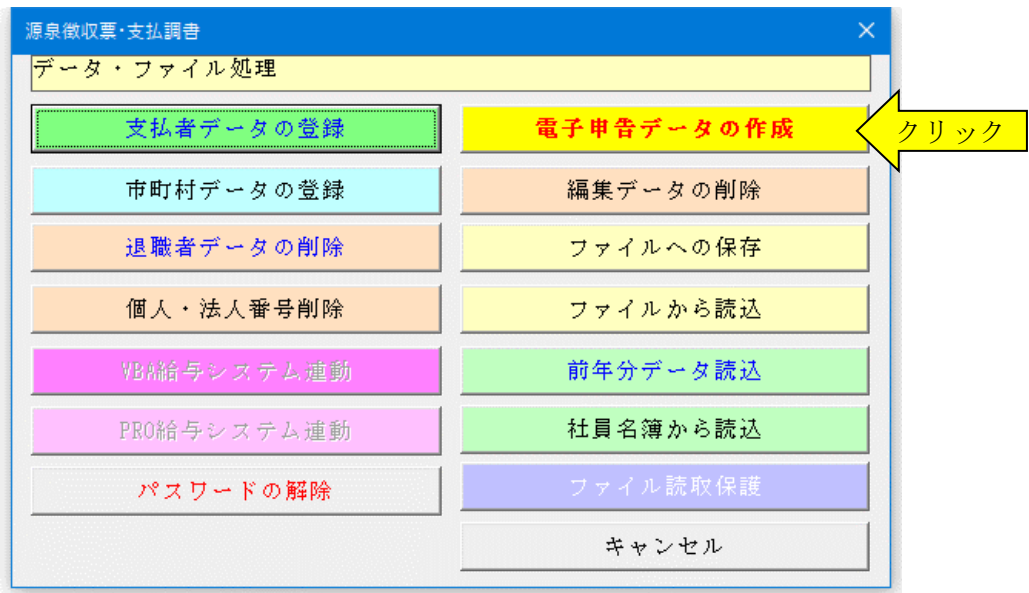 源泉徴収票･支払調書
データ・ファイル処理
支払者データの登録
電子申告データの作成
クリック
市町村データの登録
編集データの削除
退職者データの削除
ファイルへの保存
個人・法人番号削除
ファイルから読込
VBA給与システム連動
前年分データ読込
PRO給与システム連動
社員名簿から読込
パスワードの解除
ファイル読取保護
キャンセル